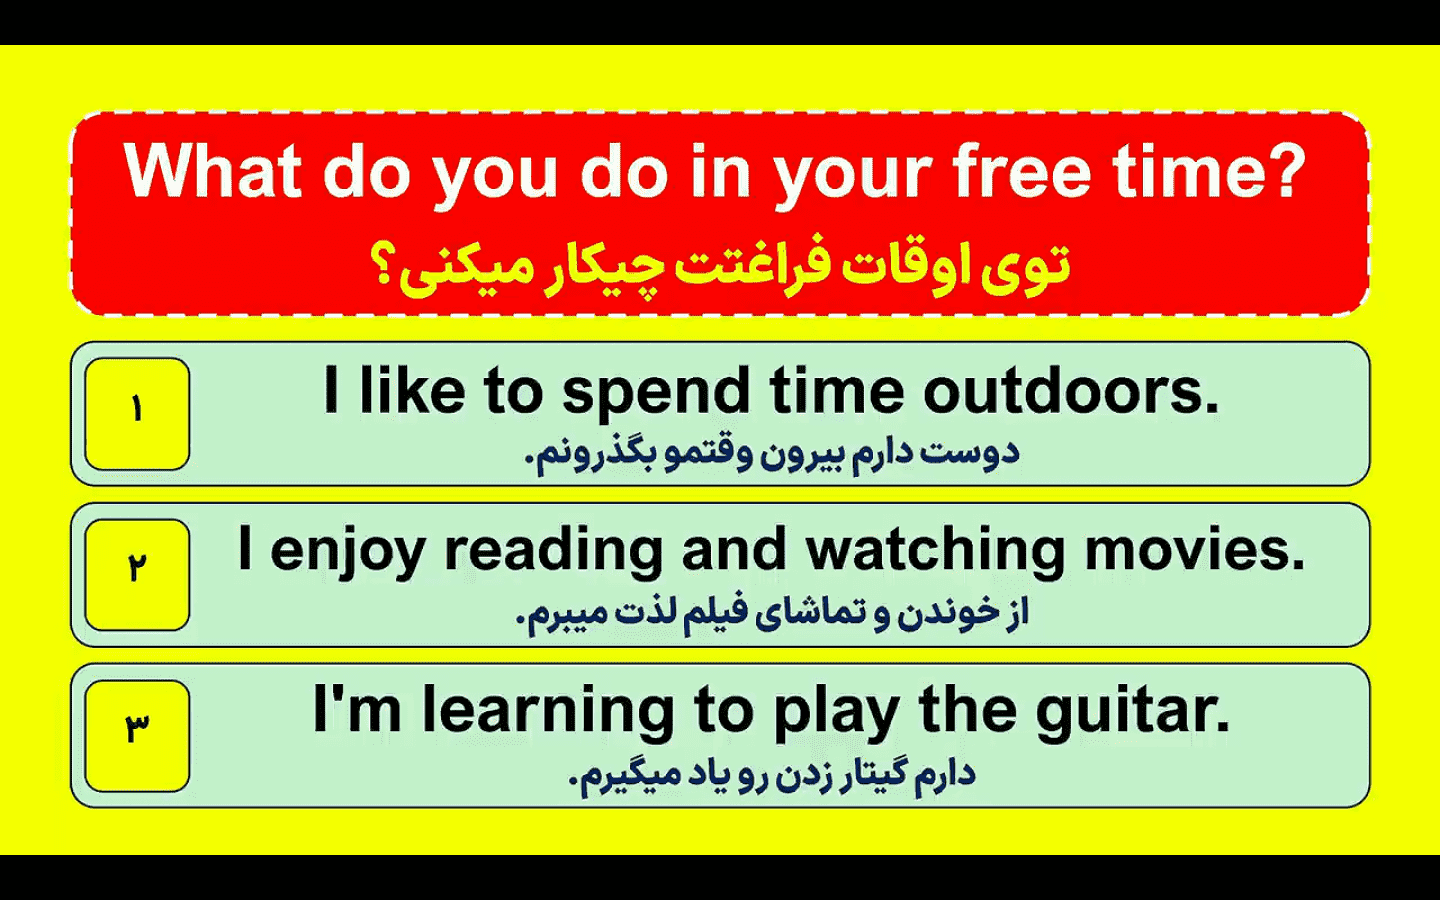 What do you do in your free time?
توی اوقات فراغتت چیکار میکنی؟
۱
I like to spend time outdoors.
دوست دارم بیرون وقتمو بگذرونم.
۲
I enjoy reading and watching movies.
از خوندن و تماشای فیلم لذت میبرم.
۳
I'm learning to play the guitar.
دارم گیتار زدن رو یاد میگیرم.